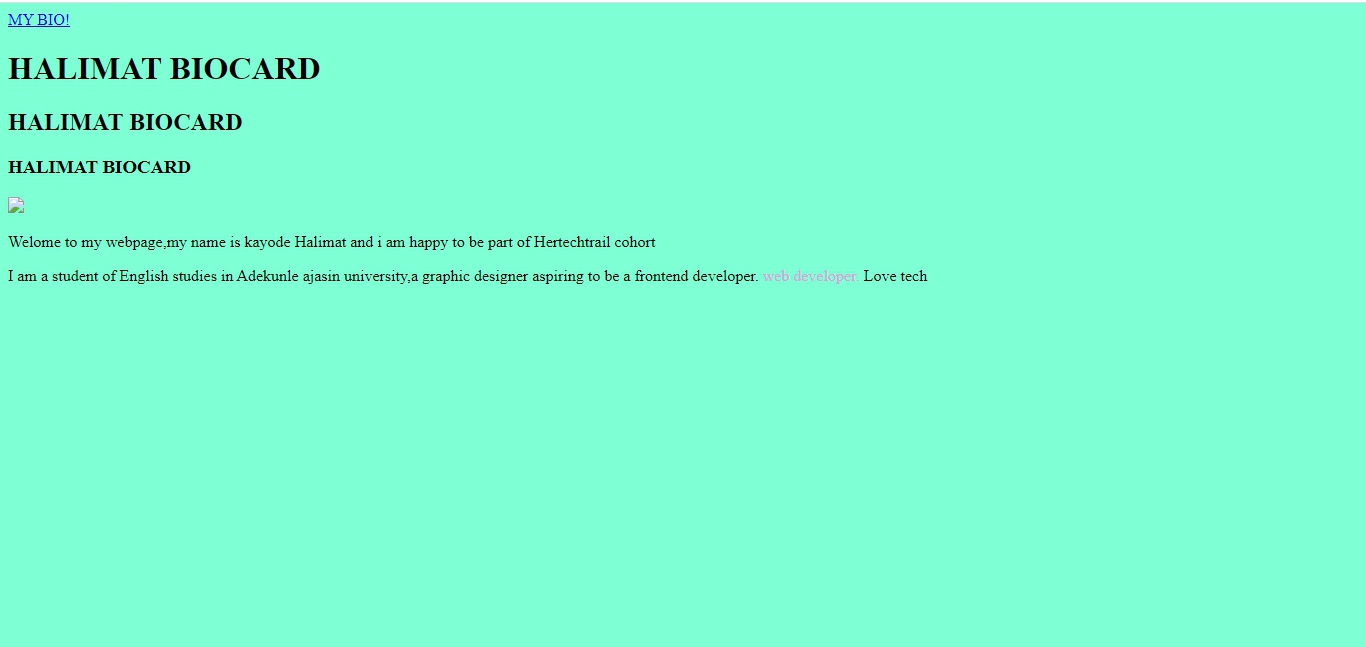 MY BIO!
HALIMAT BIOCARD
HALIMAT BIOCARD
HALIMAT BIOCARD
Welome to my webpage,my name is kayode Halimat and i am happy to be part of Hertechtrail cohort
I am a student of English studies in Adekunle ajasin university,a graphic designer aspiring to be a frontend developer. web developer. Love tech